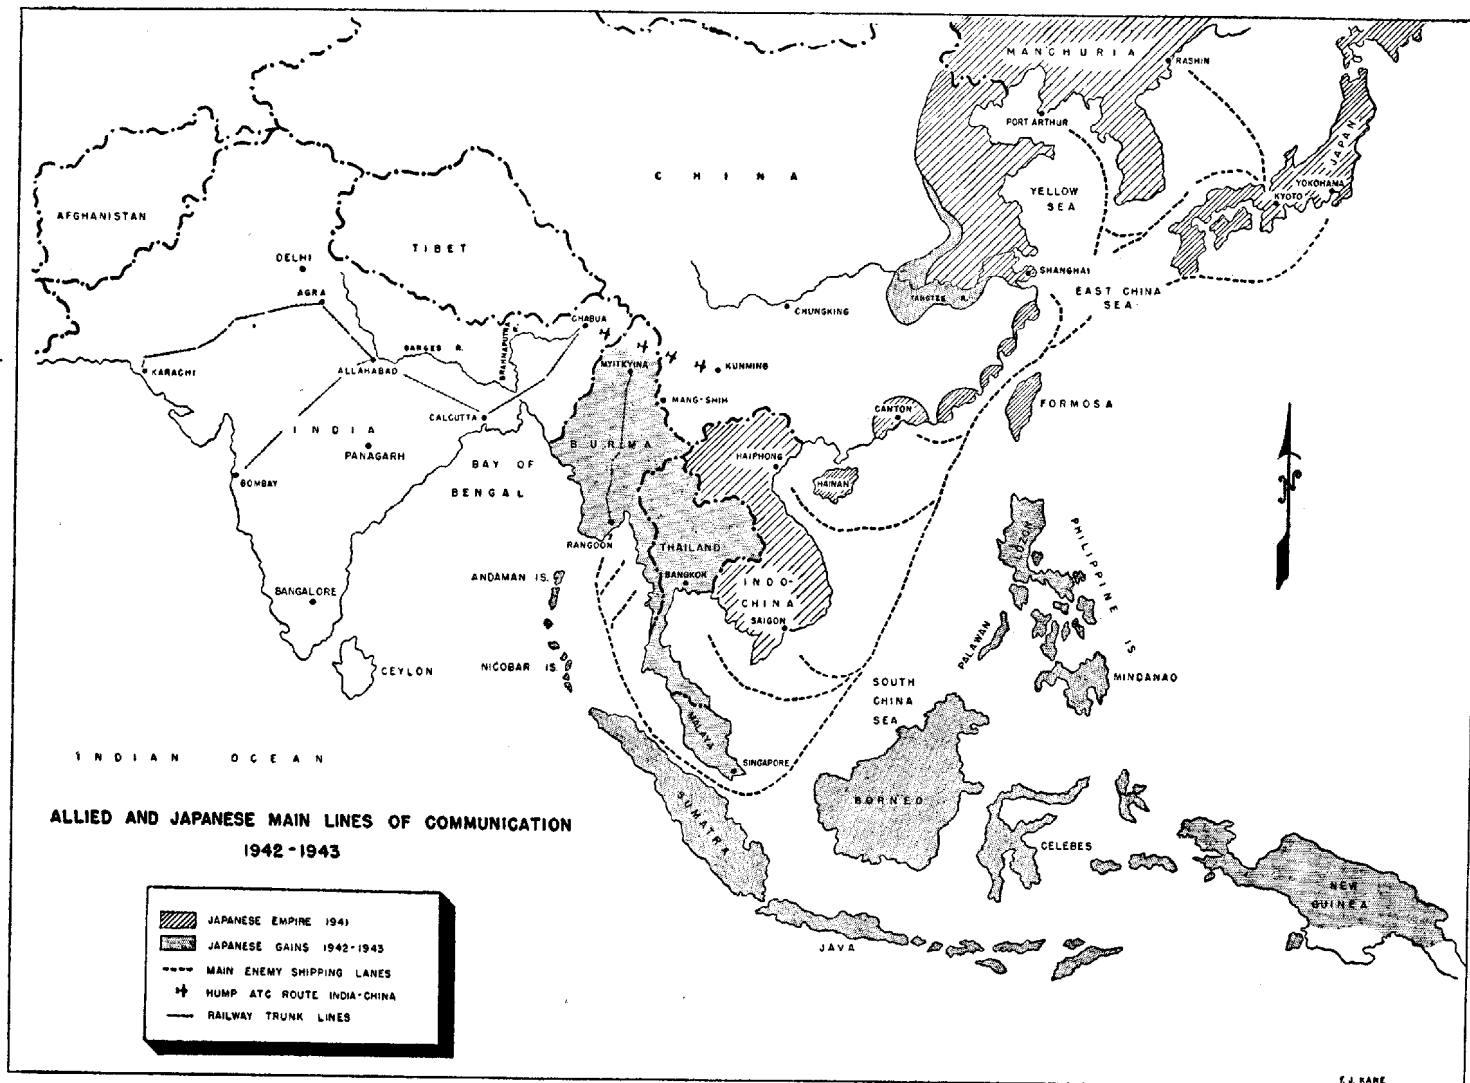 MANCHURIA
RASHIN
PORT ARTHUR
JAPAN
CHINA
YELLOW
SEA
YOKOHAMA
KYOTO
AFGHANISTAN
TIBET
DELHI
SHANGHAI
AGRA
YANGTEE R.
EAST CHINA
SEA
CHUNGKING
CHABUA
GANGES R.
BRAHNAPUTRA R.
KARACHI
ALLAHABAD
MYITKYINA
KUNMING
MANG-SHIH
CALCUTTA
CANTON
FORMOSA
INDIA
PANAGARH
BURMA
HAIPHONG
BAY OF
BENGAL
BOMBAY
HAINAN
RANGOON
THAILAND
LUZON
PHILIPPINE IS
ANDAMAN IS.
BANGKOK
INDO-
CHINA
SAIGON
BANGALORE
PALAWAN
NICOBAR IS.
CEYLON
SOUTH
CHINA
SEA
MINDANAO
MALAYA
INDIAN OCEAN
SINGAPORE
SUMATRA
BORNEO
CELEBES
NEW
GUINEA
JAVA
ALLIED AND JAPANESE MAIN LINES OF COMMUNICATION
1942-1943
JAPANESE EMPIRE 1941
JAPANESE GAINS 1942-1943
MAIN ENEMY SHIPPING LANES
HUMP ATC ROUTE INDIA-CHINA
RAILWAY TRUNK LINES
F.J. KANE